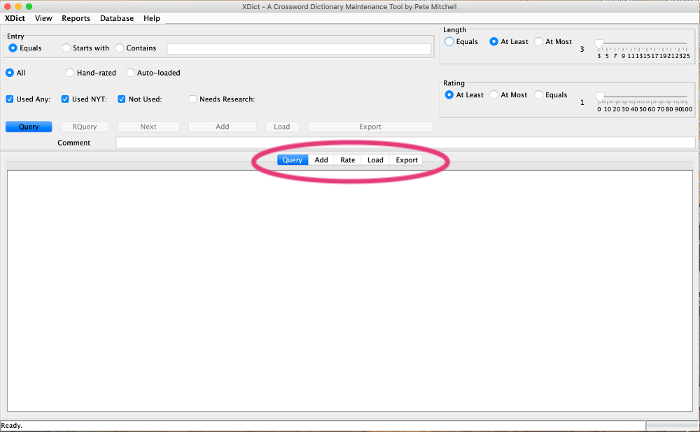 XDict - A Crossword Dictionary Maintenance Tool by Pete Mitchell
XDict View Reports Database Help
Entry
Equals Starts with Contains
All Hand-rated Auto-loaded
Used Any: Used NYT: Not Used: Needs Research:
Query RQuery Next Add Load Export
Comment
Length
Equals At Least At Most 3
3 5 7 9 11 13 15 17 19 21 23 25
Rating
At Least At Most Equals 1
0 10 20 30 40 50 60 70 80 90 100
Query Add Rate Load Export
Ready.